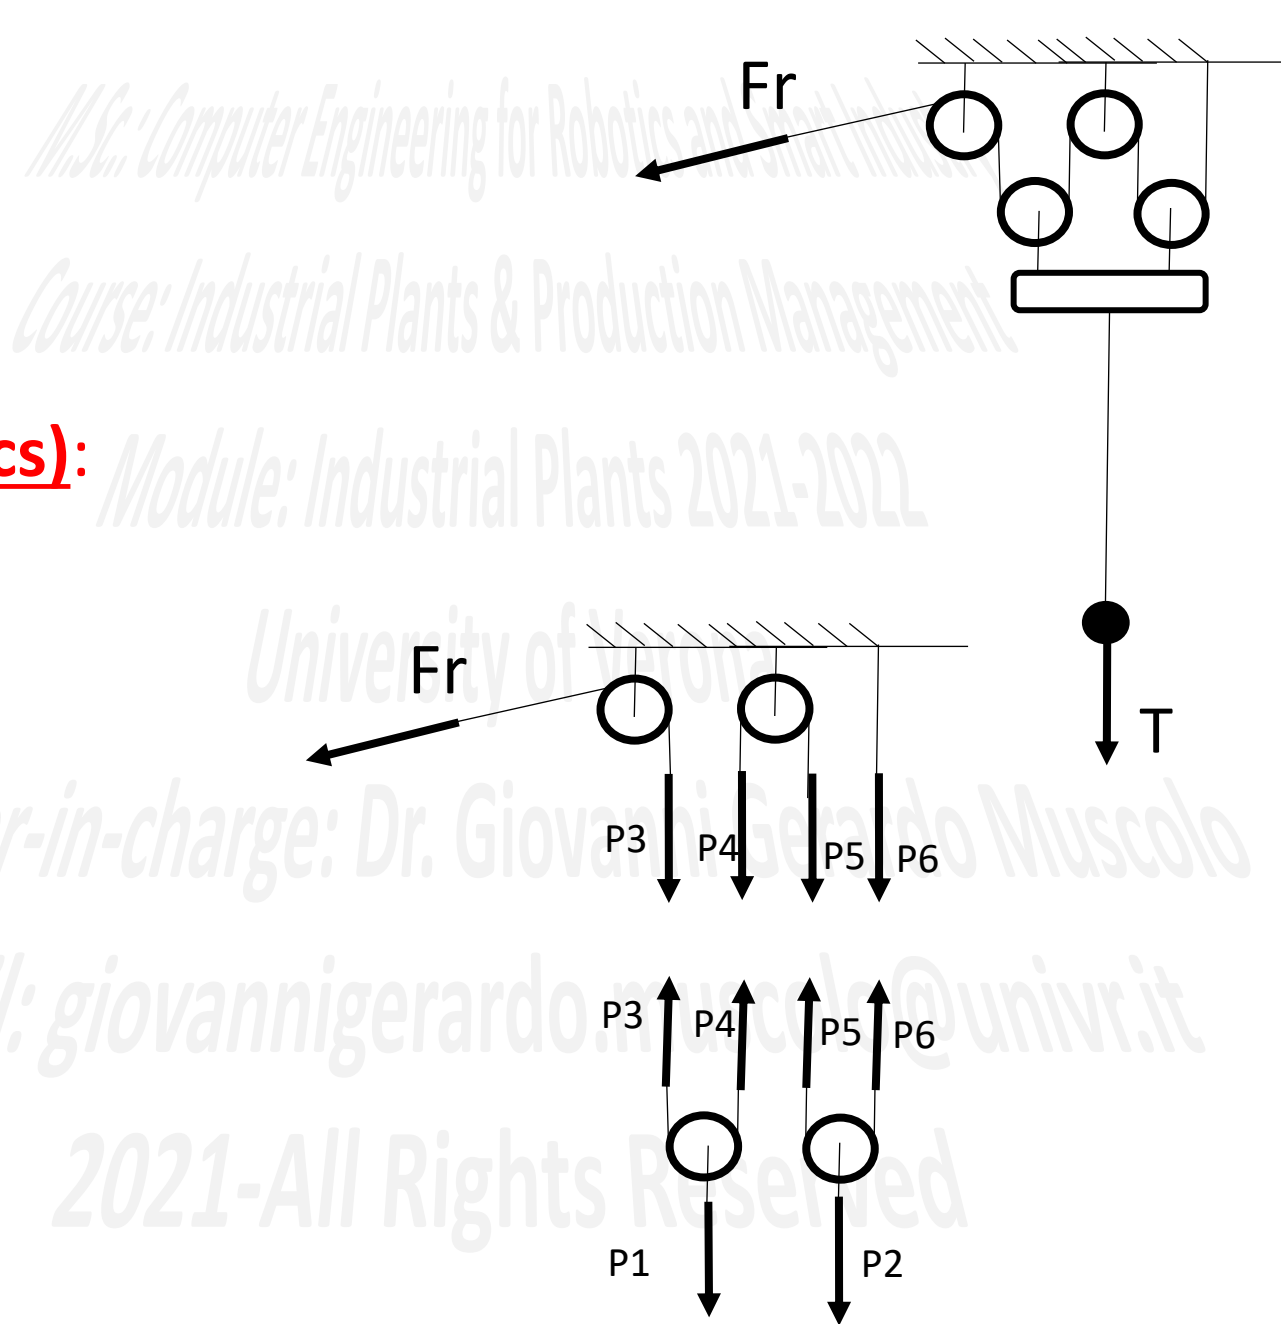 Fr
M.Sc.: Computer Engineering for Robotics and Smart Industry
Course: Industrial Plants & Production Management
cs):
Module: Industrial Plants 2021-2022
University of Verona
Fr
T
r-in-charge: Dr. Giovanni Gerardo Muscolo
P3 P4 P5 P6
l: giovannigerardo.muscolo@univr.it
P3 P4 P5 P6
2021-All Rights Reserved
P1 P2